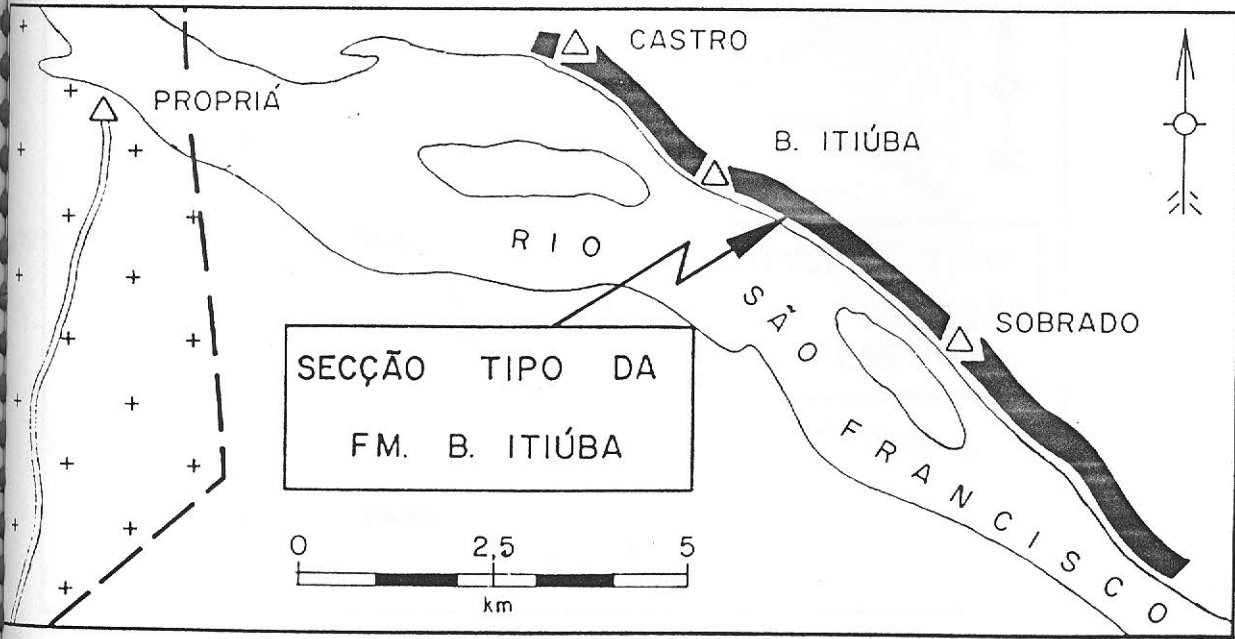 CASTRO
PROPRIÁ
B. ITIÚBA
RIO
SÃO
FRANCISCO
SOBRADO
SECÇÃO TIPO DA
FM. B. ITIÚBA
0 2,5 5
km